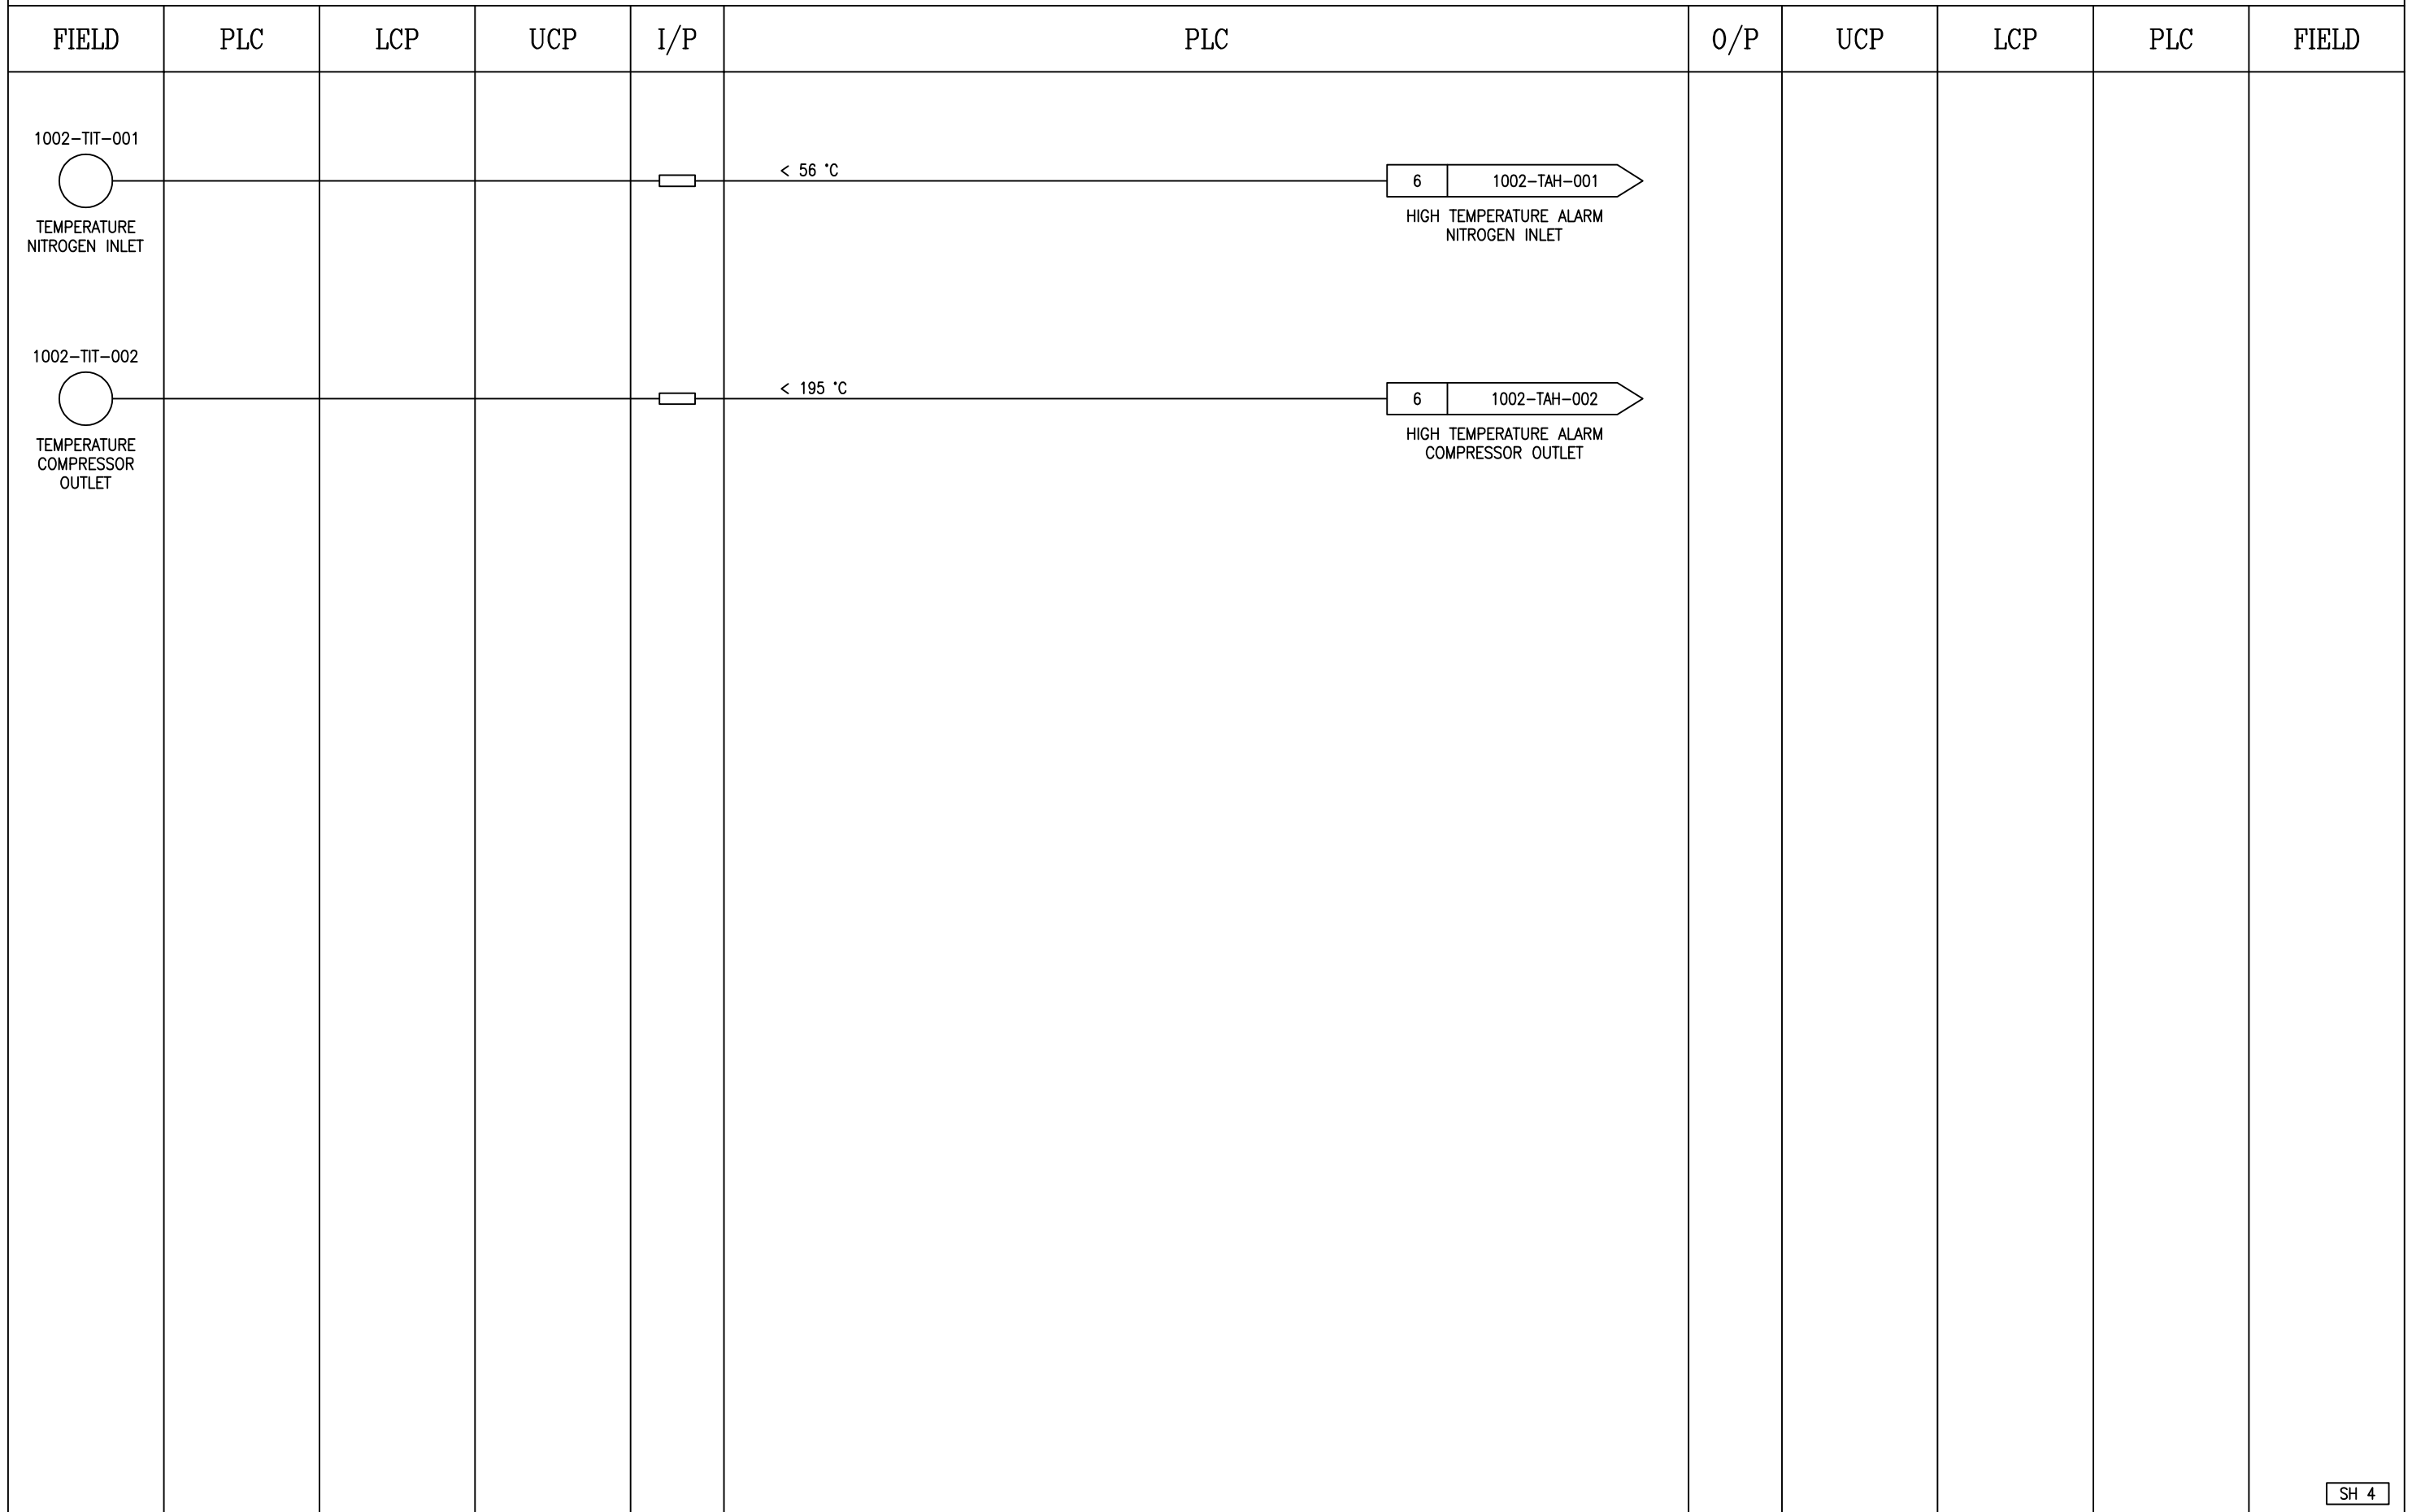 FIELD PLC LCP UCP I/P PLC O/P UCP LCP PLC FIELD
1002-TIT-001
< 56 °C
6 1002-TAH-001
TEMPERATURE
NITROGEN INLET
HIGH TEMPERATURE ALARM
NITROGEN INLET
1002-TIT-002
< 195 °C
6 1002-TAH-002
TEMPERATURE
COMPRESSOR
OUTLET
HIGH TEMPERATURE ALARM
COMPRESSOR OUTLET
SH 4